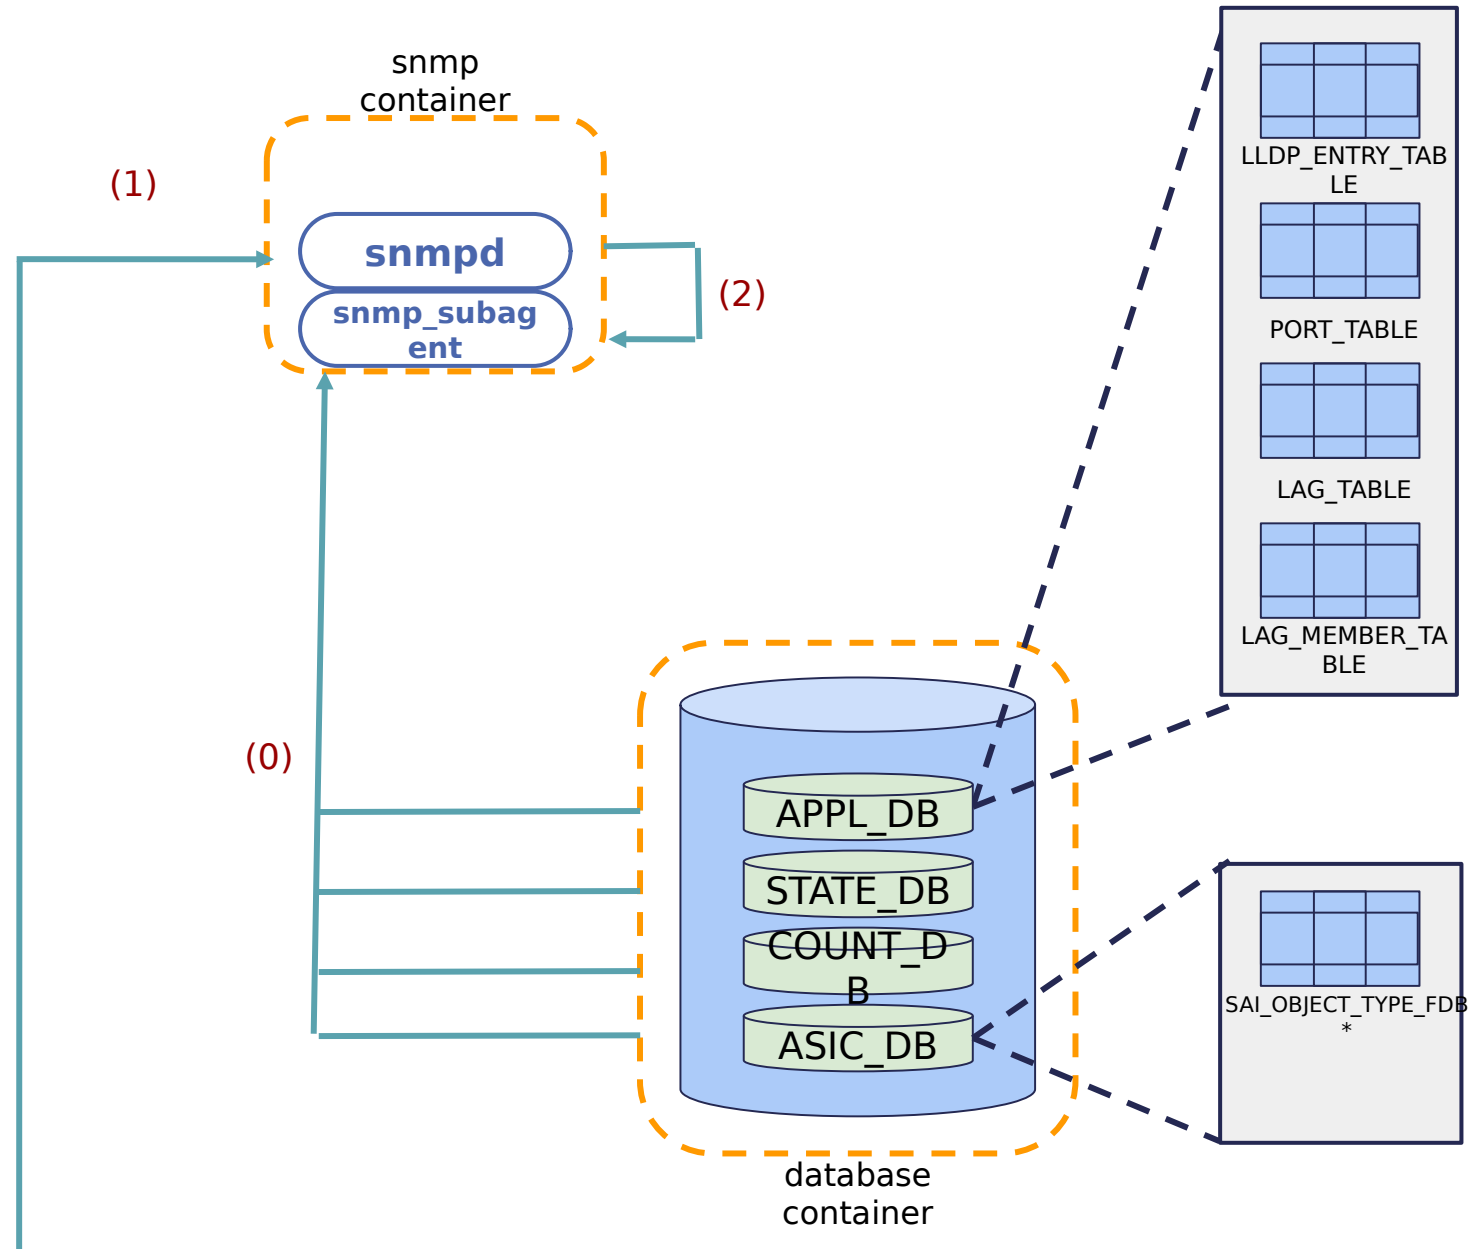 snmp
container
(1)
snmpd
snmp_subag
ent
(2)
(0)
LLDP_ENTRY_TAB
LE
PORT_TABLE
LAG_TABLE
LAG_MEMBER_TA
BLE
APPL_DB
STATE_DB
COUNT_D
B
ASIC_DB
SAI_OBJECT_TYPE_FDB
*
database
container